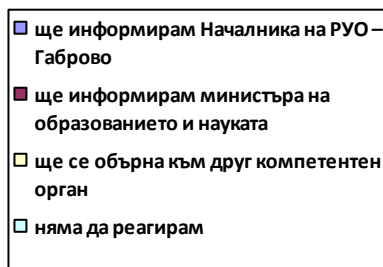 ще информирам Началника на РУО –
Габрово
ще информирам министъра на
образованието и науката
ще се обърна към друг компетентен
орган
няма да реагирам